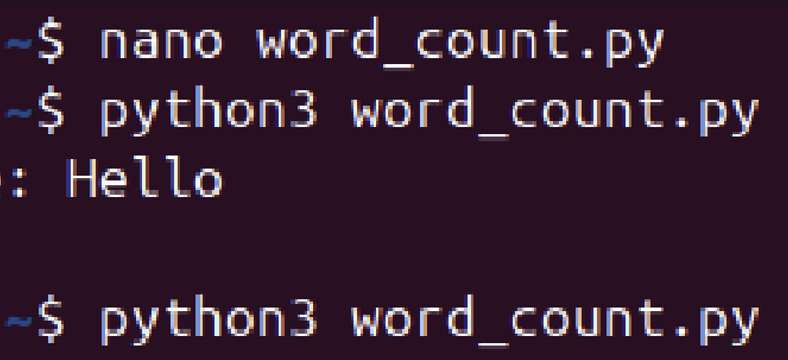 ~$ nano word_count.py
~$ python3 word_count.py
: Hello
~$ python3 word_count.py